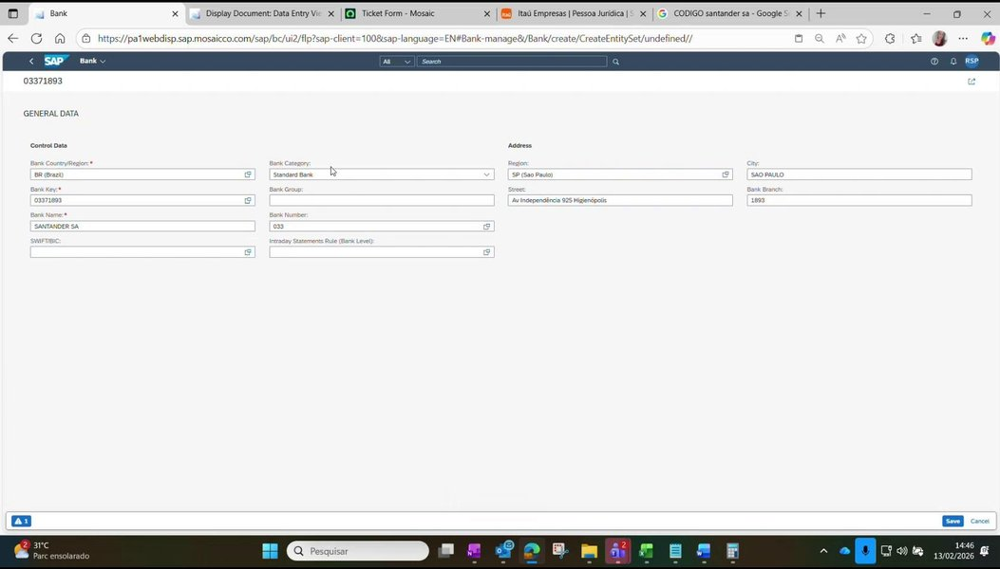 Bank
Display Document: Data Entry Vie
Ticket Form - Mosaic
Itaú Empresas | Pessoa Jurídica | S
CODIGO santander sa - Google S
https://pa1webdisp.sap.mosaicco.com/sap/bc/ui2/flp?sap-client=100&sap-language=EN#Bank-manage&/Bank/create/CreateEntitySet/undefined//
SAP
Bank
All
Search
RSP
03371893
GENERAL DATA
Control Data
Address
Bank Country/Region: *
Bank Category:
Region:
City:
BR (Brazil)
Standard Bank
SP (Sao Paulo)
SAO PAULO
Bank Key: *
Bank Group:
Street:
Bank Branch:
03371893
Av Independência 925 Higienópolis
1893
Bank Name: *
Bank Number:
SANTANDER SA
033
SWIFT/BIC:
Intraday Statements Rule (Bank Level):
1
Save
Cancel
2
31°C
Parc ensolarado
Pesquisar
2
14:46
13/02/2026